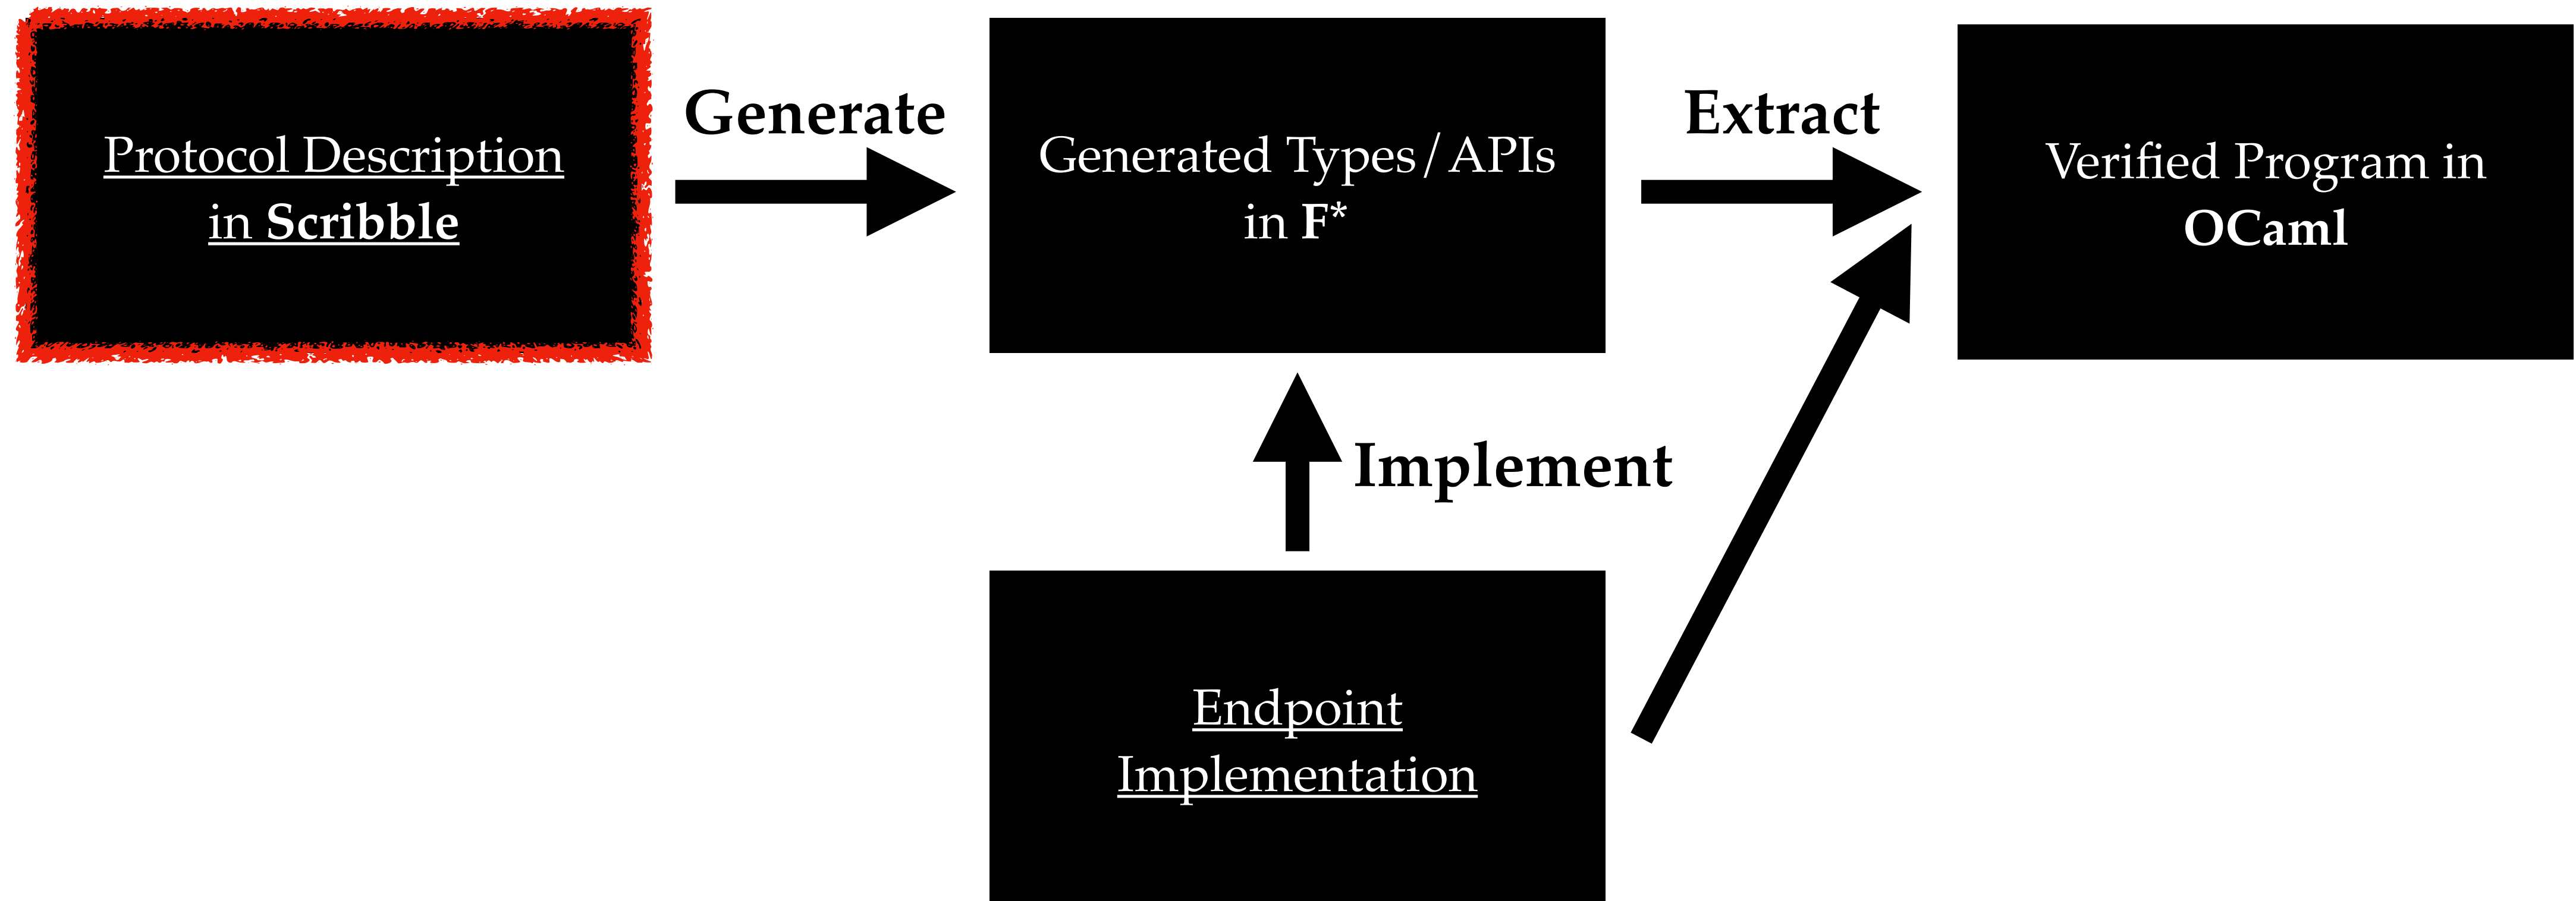 Protocol Description
in Scribble
Generate
Generated Types/APIs
in F*
Extract
Verified Program in
OCaml
Implement
Endpoint
Implementation